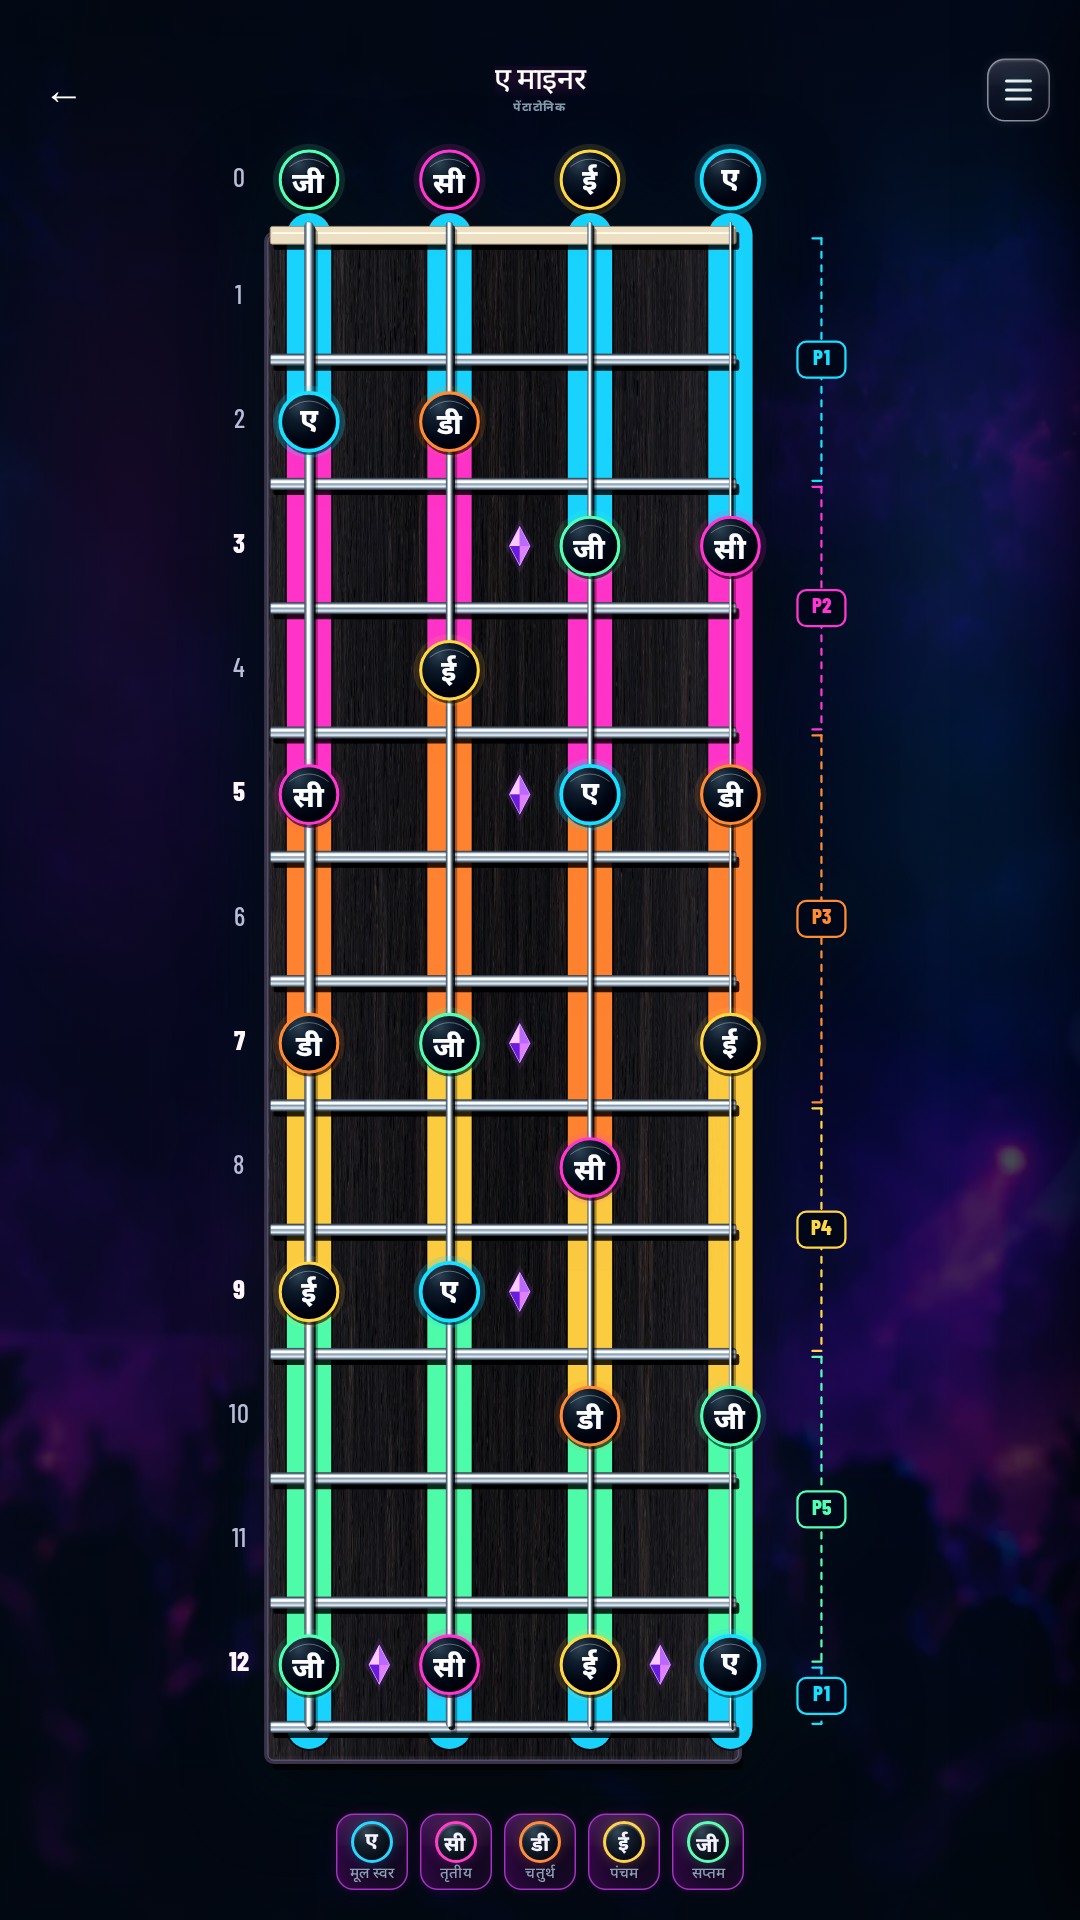 ←
ए माइनर
पेंटाटोनिक
0 जी सी ई ए
1
P1
2 ए डी
3 जी सी
P2
4 ई
5 सी ए डी
6 P3
7 डी जी ई
8 सी
P4
9 ई ए
10 डी जी
P5
11
12 जी सी ई ए
P1
ए सी डी ई जी
मूल स्वर तृतीय चतुर्थ पंचम सप्तम